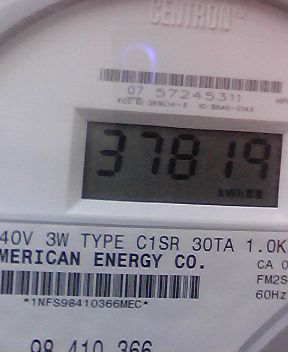 CENTRON®
07 57245311
37819
kWh
40V 3W TYPE C1SR 30TA 1.0K
MERICAN ENERGY CO.
CA 0
FM2S
*1NFS98410366MEC*
60Hz
98 410 366